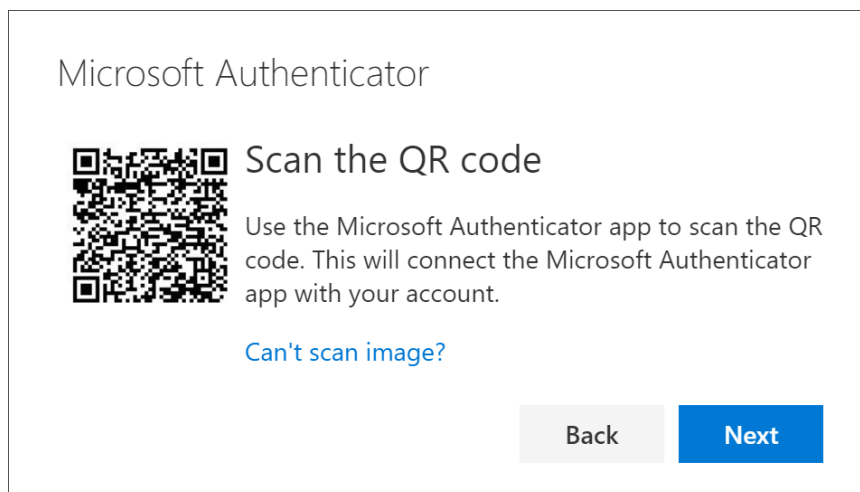 Microsoft Authenticator
Scan the QR code
Use the Microsoft Authenticator app to scan the QR
code. This will connect the Microsoft Authenticator
app with your account.
Can't scan image?
Back
Next